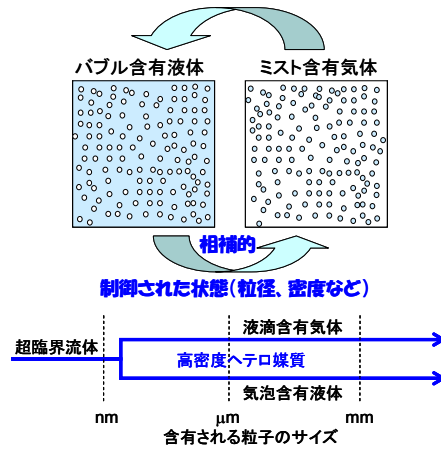 バブル含有液体
ミスト含有気体
相補的
制御された状態(粒径、密度など)
液滴含有気体
超臨界流体
高密度ヘテロ媒質
気泡含有液体
nm
μm
mm
含有される粒子のサイズ